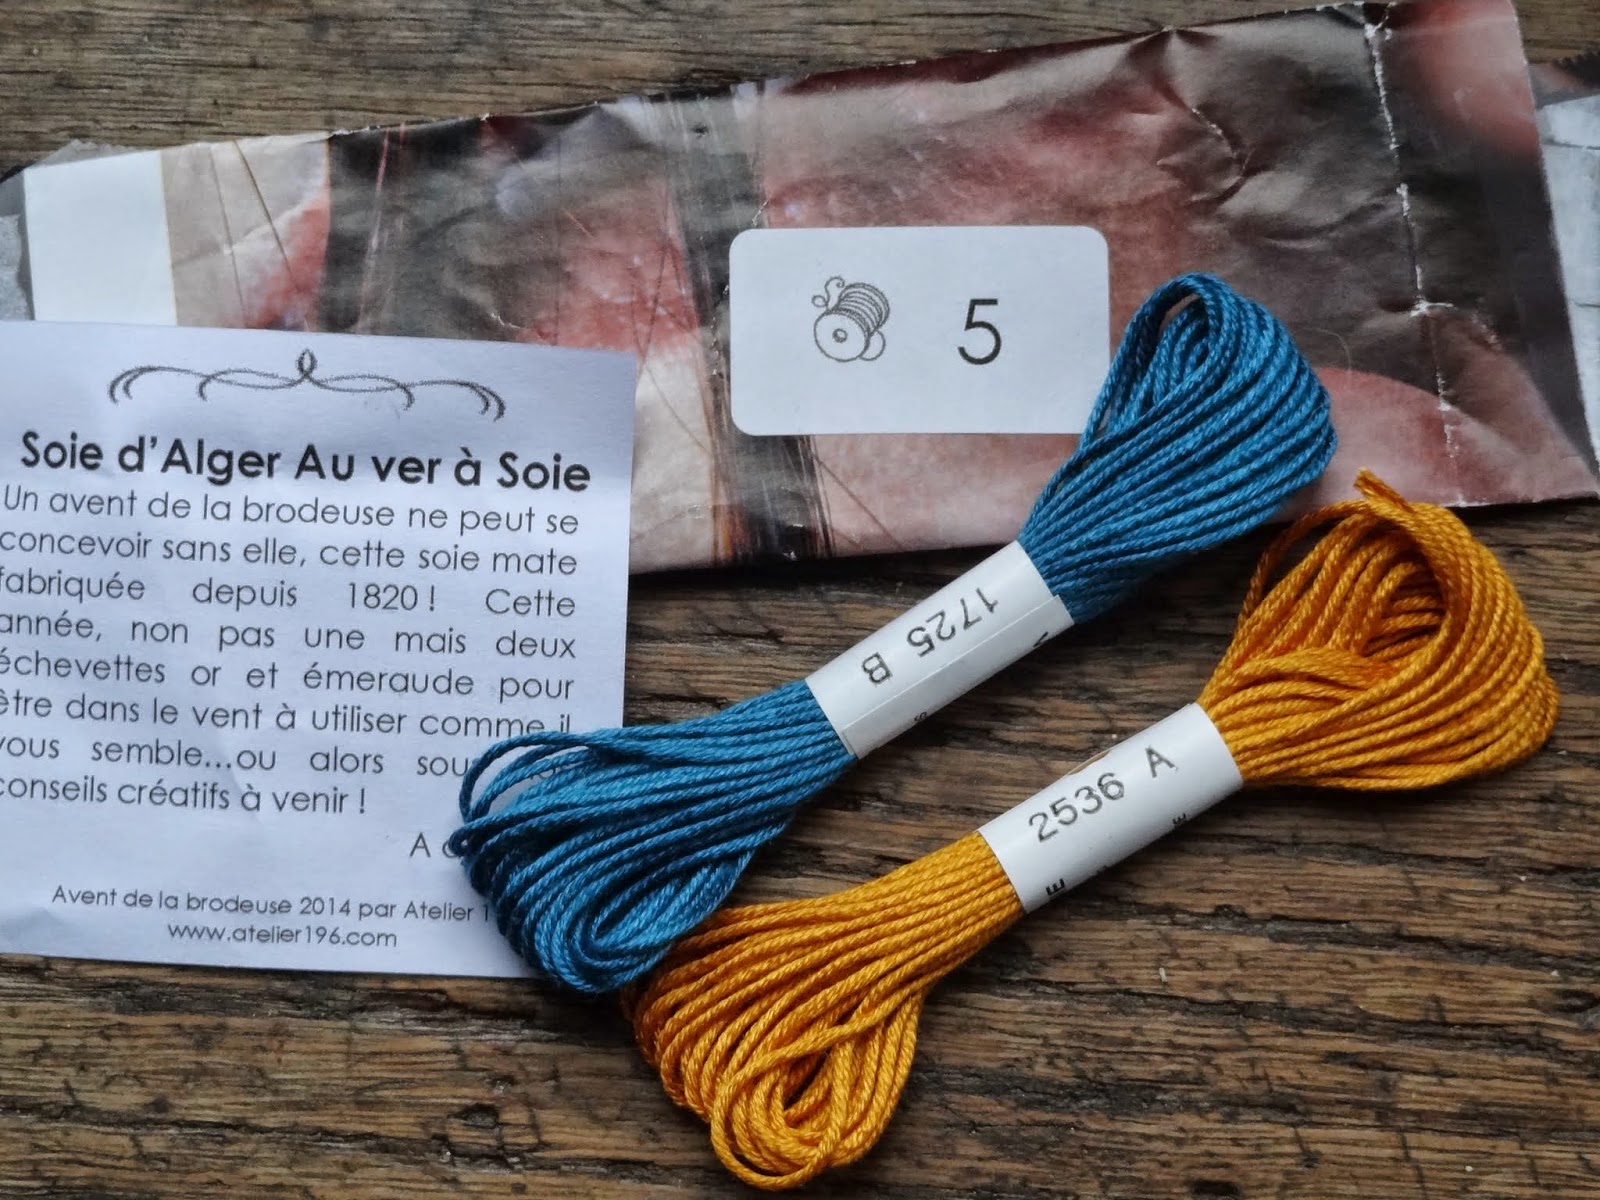 5
Soie d'Alger Au ver à Soie
Un avent de la brodeuse ne peut se
concevoir sans elle, cette soie mate
fabriquée depuis 1820 ! Cette
année, non pas une mais deux
échevettes or et émeraude pour
être dans le vent à utiliser comme il
vous semble...ou alors
conseils créatifs à venir !
A
Avent de la brodeuse 2014 par Atelier
www.atelier196.com
1725 B
2536 A